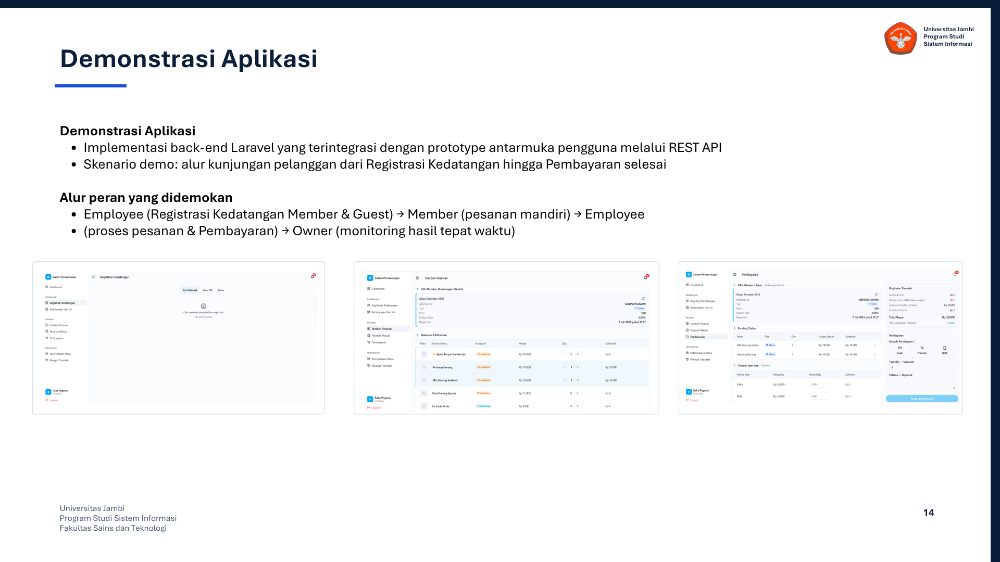 Universitas Jambi
Program Studi
Sistem Informasi
Demonstrasi Aplikasi
Demonstrasi Aplikasi
• Implementasi back-end Laravel yang terintegrasi dengan prototype antarmuka pengguna melalui REST API
• Skenario demo: alur kunjungan pelanggan dari Registrasi Kedatangan hingga Pembayaran selesai
Alur peran yang didemokan
• Employee (Registrasi Kedatangan Member & Guest) → Member (pesanan mandiri) → Employee
• (proses pesanan & Pembayaran) → Owner (monitoring hasil tepat waktu)
Sistem Pemancingan
Registrasi Kedatangan
Dashboard
Cari Manual Scan QR Tamu
Kedatangan
Registrasi Kedatangan
Kedatangan Hari Ini
Cari member yang belum registrasi
Klik untuk mencari
Pesanan
Tambah Pesanan
Pesanan Masuk
Pembayaran
Operasional
Ketersediaan Menu
Riwayat Transaksi
Raka Pegawai
Employee
Logout
Sistem Pemancingan
Tambah Pesanan
Dashboard
Kedatangan
Registrasi Kedatangan
Kedatangan Hari Ini
Pesanan
Tambah Pesanan
Pesanan Masuk
Pembayaran
Operasional
Ketersediaan Menu
Riwayat Transaksi
Raka Pegawai
Employee
Logout
Pilih Member (Kedatangan Hari Ini)
Dhani Member Aktif
Member ID MBRNDYLMAM9
Tier Silver
Poin 550
Diskon Ikan 3.00%
Registrasi 7 Juli 2026 pukul 10.37
Makanan & Minuman
Foto Nama Menu Kategori Harga Qty Subtotal
Ayam Penyet Sambal Ijo Makanan Rp 20.000 − 0 + Rp 0
Kentang Goreng Makanan Rp 10.000 − 1 + Rp 10.000
Mie Goreng Seafood Makanan Rp 18.000 − 1 + Rp 18.000
Nasi Goreng Spesial Makanan Rp 15.000 − 0 + Rp 0
Es Jeruk Peras Minuman Rp 8.000 − 0 + Rp 0
Sistem Pemancingan
Pembayaran
Dashboard
Kedatangan
Registrasi Kedatangan
Kedatangan Hari Ini
Pesanan
Tambah Pesanan
Pesanan Masuk
Pembayaran
Operasional
Ketersediaan Menu
Riwayat Transaksi
Raka Pegawai
Employee
Logout
Pilih Member / Tamu Kedatangan hari ini
Dhani Member Aktif
Member ID MBRNDYLMAM9
Tier Silver
Poin 550
Diskon Ikan 3.00%
Registrasi 7 Juli 2026 pukul 10.37
Pending Orders
Item Tipe Qty Harga Satuan Subtotal
Mie Goreng Seafo... Menu 1 Rp 18.000 Rp 18.000
Kentang Goreng Menu 1 Rp 10.000 Rp 10.000
Tambah Item Ikan Opsional
Nama Ikan Harga/kg Berat (kg) Subtotal
Patin Rp 25.000 0.00 Rp 0
Nila Rp 35.000 0.00 Rp 0
Ringkasan Transaksi
Subtotal Ikan Rp 0
Diskon Tier (3.00% khusus ikan) Rp 0
Subtotal Pending Orders Rp 28.000
Subtotal Denda Rp 0
Total Bayar Rp 28.000
Poin yang akan didapat +2 poin
Pembayaran
Metode Pembayaran *
Cash Transfer QRIS
Tips (Rp) — Opsional
0
Catatan — Opsional
Proses Pembayaran
Universitas Jambi
Program Studi Sistem Informasi
Fakultas Sains dan Teknologi
14